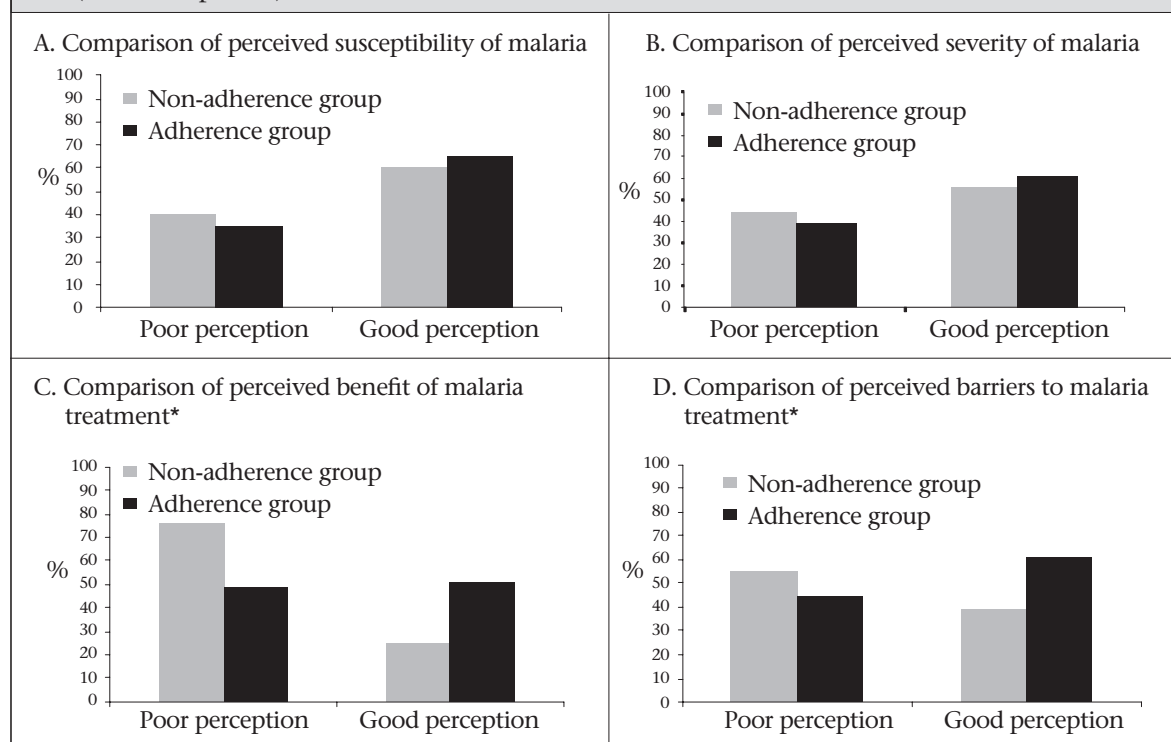 A. Comparison of perceived susceptibility of malaria
100
90
80
70
60
50
40
30
20
10
0
%
Non-adherence group
Adherence group
Poor perception Good perception
B. Comparison of perceived severity of malaria
100
90
80
70
60
50
40
30
20
10
0
%
Non-adherence group
Adherence group
Poor perception Good perception
C. Comparison of perceived benefit of malaria
treatment*
100
90
80
70
60
50
40
30
20
10
0
%
Non-adherence group
Adherence group
Poor perception Good perception
D. Comparison of perceived barriers to malaria
treatment*
100
90
80
70
60
50
40
30
20
10
0
%
Non-adherence group
Adherence group
Poor perception Good perception